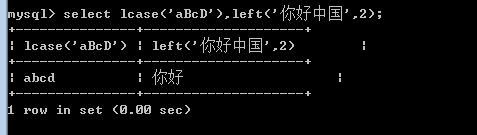 mysql> select lcase('aBcD'),left('你好中国',2);
+----------------+---------------------+
| lcase('aBcD') | left('你好中国',2) |
+----------------+---------------------+
| abcd | 你好 |
+----------------+---------------------+
1 row in set (0.00 sec)